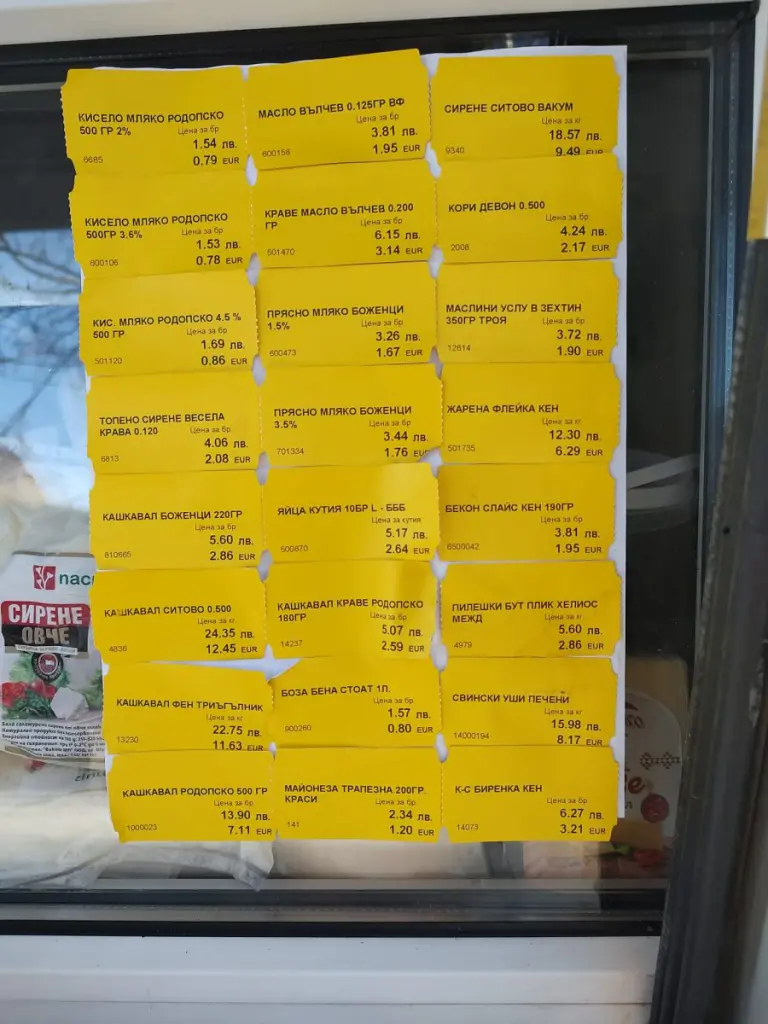 КИСЕЛО МЛЯКО РОДОПСКО
500 ГР 2%
Цена за бр
1.54 лв.
6685
0.79 EUR
МАСЛО ВЪЛЧЕВ 0.125ГР ВФ
Цена за бр
3.81 лв.
600156
1.95 EUR
СИРЕНЕ СИТОВО ВАКУМ
Цена за кг
18.57 лв.
9340
9.49 EUR
КИСЕЛО МЛЯКО РОДОПСКО
500ГР 3.6%
Цена за бр
1.53 лв.
600106
0.78 EUR
КРАВЕ МАСЛО ВЪЛЧЕВ 0.200
ГР
Цена за бр
6.15 лв.
501470
3.14 EUR
КОРИ ДЕВОН 0.500
Цена за бр
4.24 лв.
2008
2.17 EUR
КИС. МЛЯКО РОДОПСКО 4.5 %
500 ГР
Цена за бр
1.69 лв.
501120
0.86 EUR
ПРЯСНО МЛЯКО БОЖЕНЦИ
1.5%
Цена за бр
3.26 лв.
600473
1.67 EUR
МАСЛИНИ УСЛУ В ЗЕХТИН
350ГР ТРОЯ
Цена за бр
3.72 лв.
12614
1.90 EUR
ТОПЕНО СИРЕНЕ ВЕСЕЛА
КРАВА 0.120
Цена за бр
4.06 лв.
6813
2.08 EUR
ПРЯСНО МЛЯКО БОЖЕНЦИ
3.5%
Цена за бр
3.44 лв.
701334
1.76 EUR
ЖАРЕНА ФЛЕЙКА КЕН
Цена за кг
12.30 лв.
501735
6.29 EUR
КАШКАВАЛ БОЖЕНЦИ 220ГР
Цена за бр
5.60 лв.
810665
2.86 EUR
ЯЙЦА КУТИЯ 10БР L - БББ
Цена за кутия
5.17 лв.
500870
2.64 EUR
БЕКОН СЛАЙС КЕН 190ГР
Цена за бр
3.81 лв.
6500042
1.95 EUR
КАШКАВАЛ СИТОВО 0.500
Цена за кг
24.35 лв.
4836
12.45 EUR
КАШКАВАЛ КРАВЕ РОДОПСКО
180ГР
Цена за бр
5.07 лв.
14237
2.59 EUR
ПИЛЕШКИ БУТ ПЛИК ХЕЛИОС
МЕЖД
Цена за бр
5.60 лв.
4979
2.86 EUR
КАШКАВАЛ ФЕН ТРИЪГЪЛНИК
Цена за кг
22.75 лв.
13230
11.63 EUR
БОЗА БЕНА СТОАТ 1Л.
Цена за бр
1.57 лв.
900260
0.80 EUR
СВИНСКИ УШИ ПЕЧЕНИ
Цена за кг
15.98 лв.
14000194
8.17 EUR
КАШКАВАЛ РОДОПСКО 500 ГР
Цена за бр
13.90 лв.
1000023
7.11 EUR
МАЙОНЕЗА ТРАПЕЗНА 200ГР.
КРАСИ
Цена за бр
2.34 лв.
141
1.20 EUR
К-С БИРЕНКА КЕН
Цена за бр
6.27 лв.
14073
3.21 EUR
СИРЕНЕ
ОВЧЕ